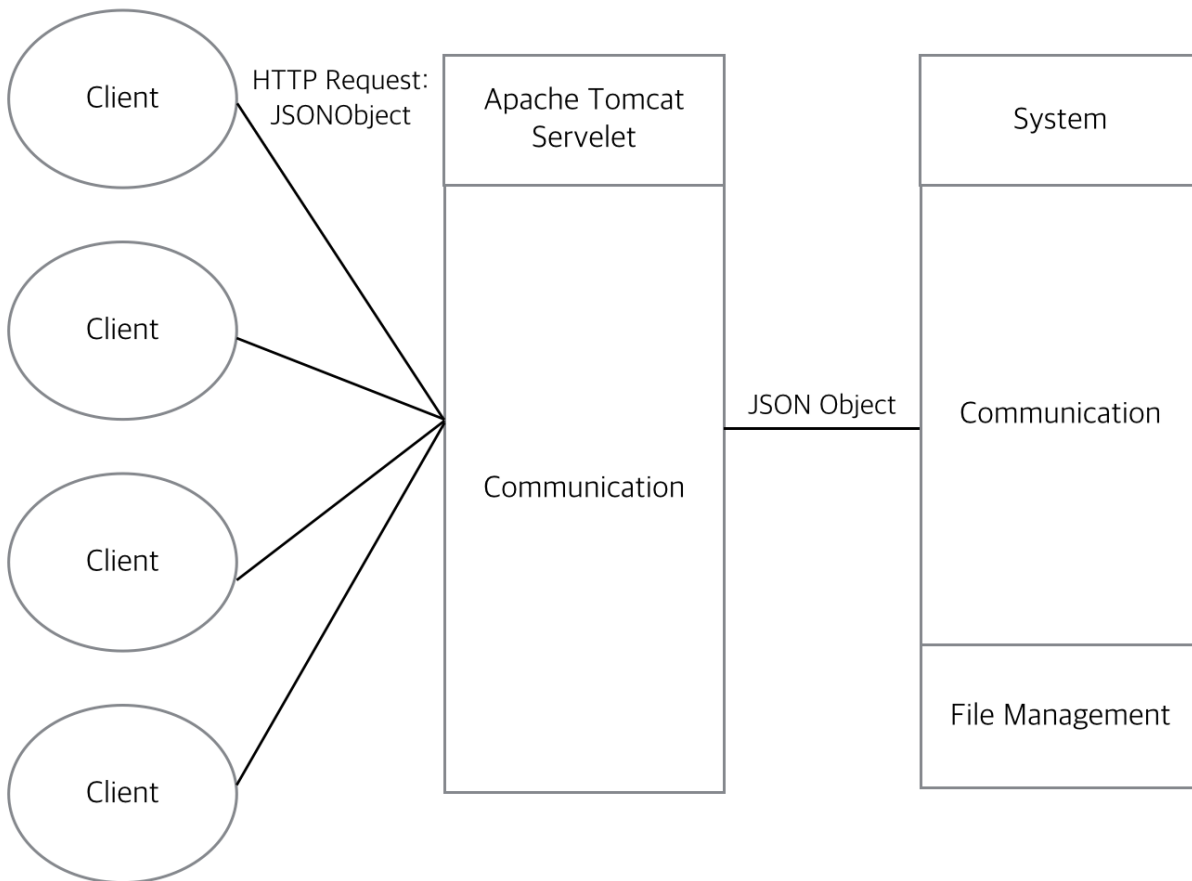 Client
HTTP Request:
JSONObject
Apache Tomcat
Servelet
System
Client
JSON Object
Communication
Communication
Client
File Management
Client